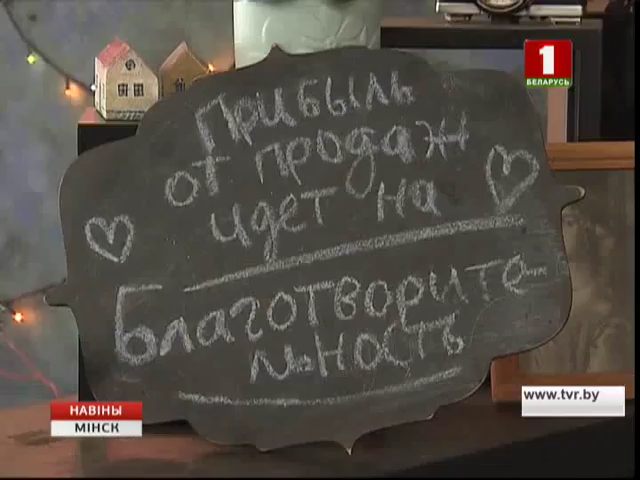 1
БЕЛАРУСЬ
Прибыль
от продаж
идет на
Благотворите-
льность
www.tvr.by
НАВІНЫ
МІНСК